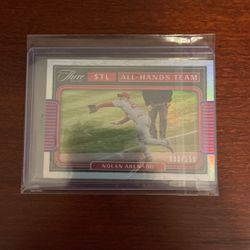 Three STL ALL-HANDS TEAM
NOLAN ARENADO